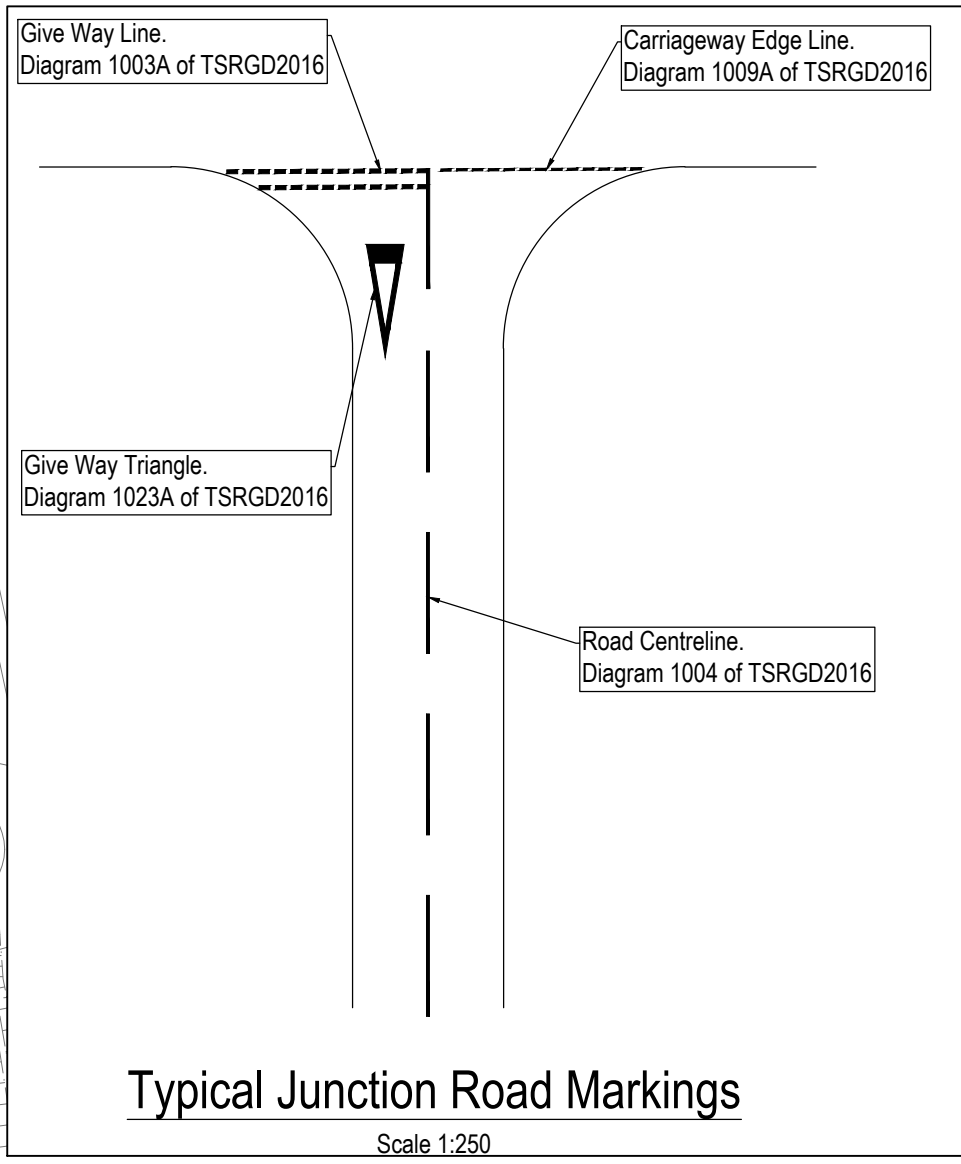 Give Way Line.
Diagram 1003A of TSRGD2016
Carriageway Edge Line.
Diagram 1009A of TSRGD2016
Give Way Triangle.
Diagram 1023A of TSRGD2016
Road Centreline.
Diagram 1004 of TSRGD2016
Typical Junction Road Markings
Scale 1:250